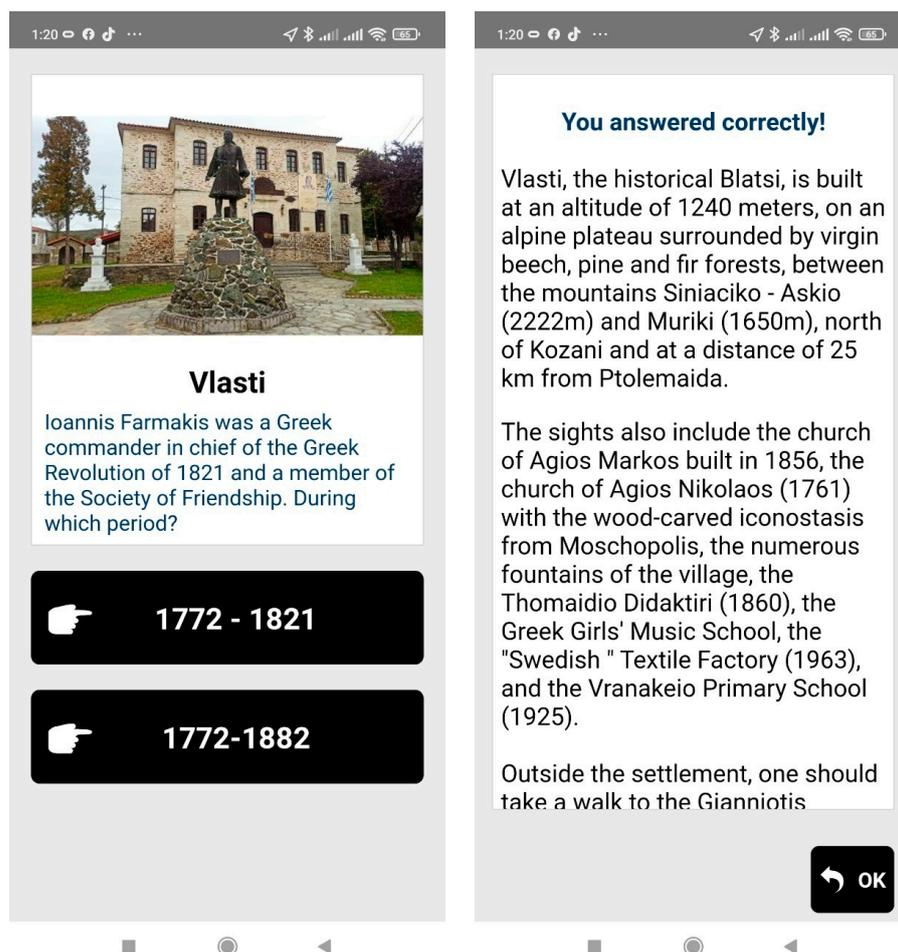 1:20
65
Vlasti
Ioannis Farmakis was a Greek
commander in chief of the Greek
Revolution of 1821 and a member of
the Society of Friendship. During
which period?
1772 - 1821
1772-1882
1:20
65
You answered correctly!
Vlasti, the historical Blatsi, is built
at an altitude of 1240 meters, on an
alpine plateau surrounded by virgin
beech, pine and fir forests, between
the mountains Siniaciko - Askio
(2222m) and Muriki (1650m), north
of Kozani and at a distance of 25
km from Ptolemaida.
The sights also include the church
of Agios Markos built in 1856, the
church of Agios Nikolaos (1761)
with the wood-carved iconostasis
from Moschopolis, the numerous
fountains of the village, the
Thomaidio Didaktiri (1860), the
Greek Girls' Music School, the
"Swedish " Textile Factory (1963),
and the Vranakeio Primary School
(1925).
Outside the settlement, one should
take a walk to the Gianniotis
OK